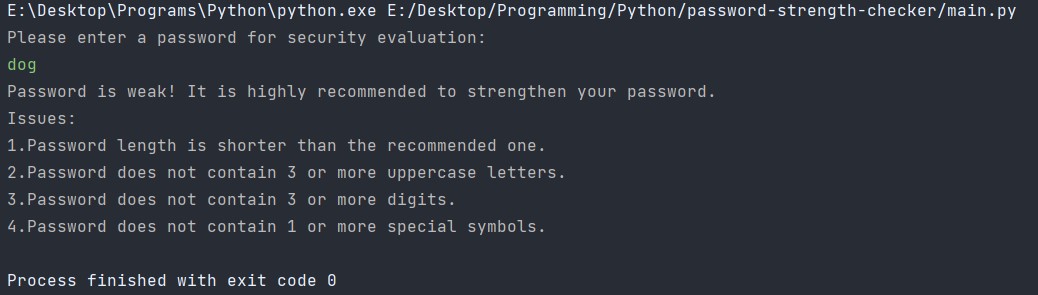 E:\Desktop\Programs\Python\python.exe E:/Desktop/Programming/Python/password-strength-checker/main.py
Please enter a password for security evaluation:
dog
Password is weak! It is highly recommended to strengthen your password.
Issues:
1.Password length is shorter than the recommended one.
2.Password does not contain 3 or more uppercase letters.
3.Password does not contain 3 or more digits.
4.Password does not contain 1 or more special symbols.
Process finished with exit code 0